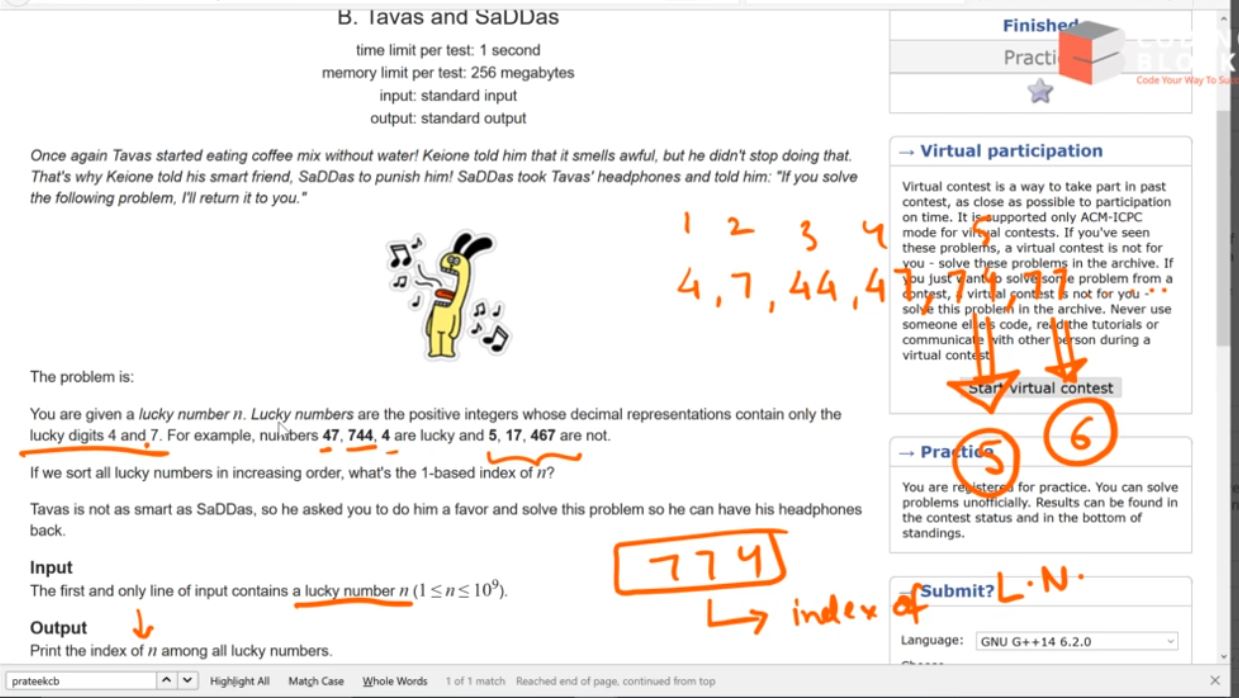 B. Tavas and SaDDas
time limit per test: 1 second
memory limit per test: 256 megabytes
input: standard input
output: standard output
Once again Tavas started eating coffee mix without water! Keione told him that it smells awful, but he didn't stop doing that.
That's why Keione told his smart friend, SaDDas to punish him! SaDDas took Tavas' headphones and told him: "If you solve
the following problem, I'll return it to you."
The problem is:
You are given a lucky number n. Lucky numbers are the positive integers whose decimal representations contain only the
lucky digits 4 and 7. For example, numbers 47, 744, 4 are lucky and 5, 17, 467 are not.
If we sort all lucky numbers in increasing order, what's the 1-based index of n?
Tavas is not as smart as SaDDas, so he asked you to do him a favor and solve this problem so he can have his headphones
back.
Input
The first and only line of input contains a lucky number n (1 ≤ n ≤ 10⁹).
Output
Print the index of n among all lucky numbers.
1 2 3 4 5
4, 7, 44, 47, 74, 77 ...
5 6
774
index of L.N.
Finished
Practi
CODING
BLOCK
Code Your Way To Suc
→ Virtual participation
Virtual contest is a way to take part in past
contest, as close as possible to participation
on time. It is supported only ACM-ICPC
mode for virtual contests. If you've seen
these problems, a virtual contest is not for
you - solve these problems in the archive. If
you just want to solve some problem from a
contest, a virtual contest is not for you -
solve this problem in the archive. Never use
someone else's code, read the tutorials or
communicate with other person during a
virtual contest.
Start virtual contest
→ Practice
You are registered for practice. You can solve
problems unofficially. Results can be found in
the contest status and in the bottom of
standings.
→ Submit?
Language: GNU G++14 6.2.0
prateekcb Highlight All Match Case Whole Words 1 of 1 match Reached end of page, continued from top